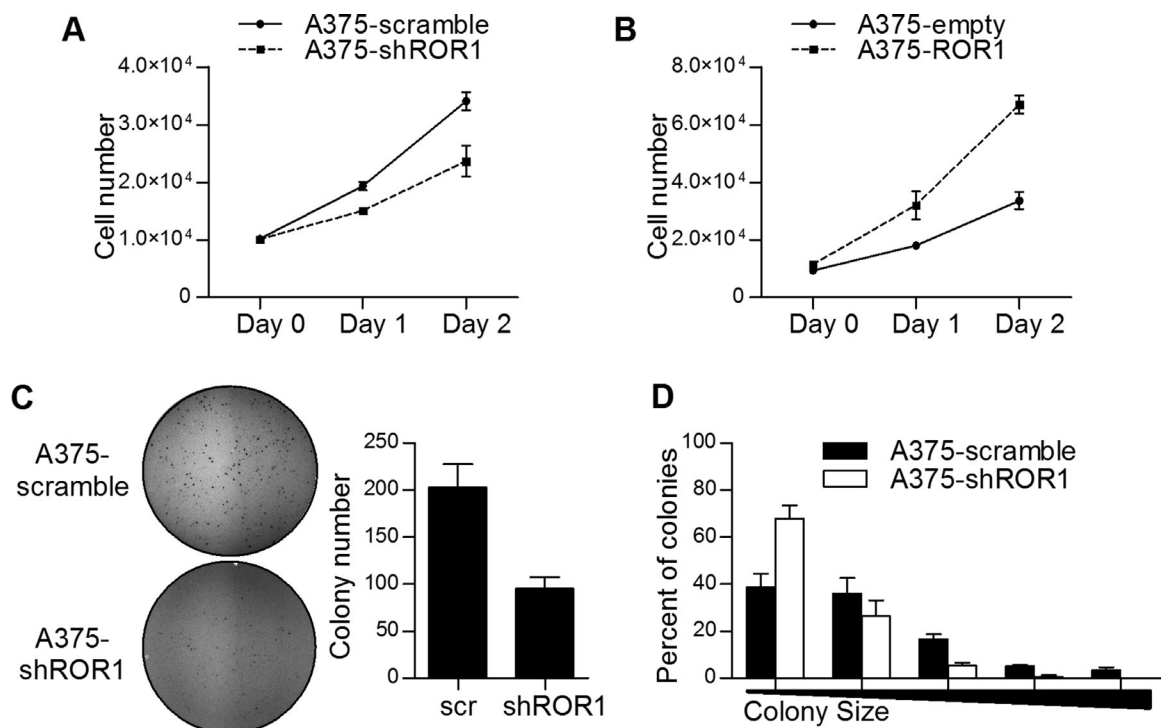 A
A375-scramble
A375-shROR1
Cell number
4.0×10⁴
3.0×10⁴
2.0×10⁴
1.0×10⁴
0
Day 0 Day 1 Day 2
B
A375-empty
A375-ROR1
Cell number
8.0×10⁴
6.0×10⁴
4.0×10⁴
2.0×10⁴
0
Day 0 Day 1 Day 2
C
A375-
scramble
A375-
shROR1
Colony number
250
200
150
100
50
0
scr shROR1
D
A375-scramble
A375-shROR1
Percent of colonies
100
80
60
40
20
0
Colony Size